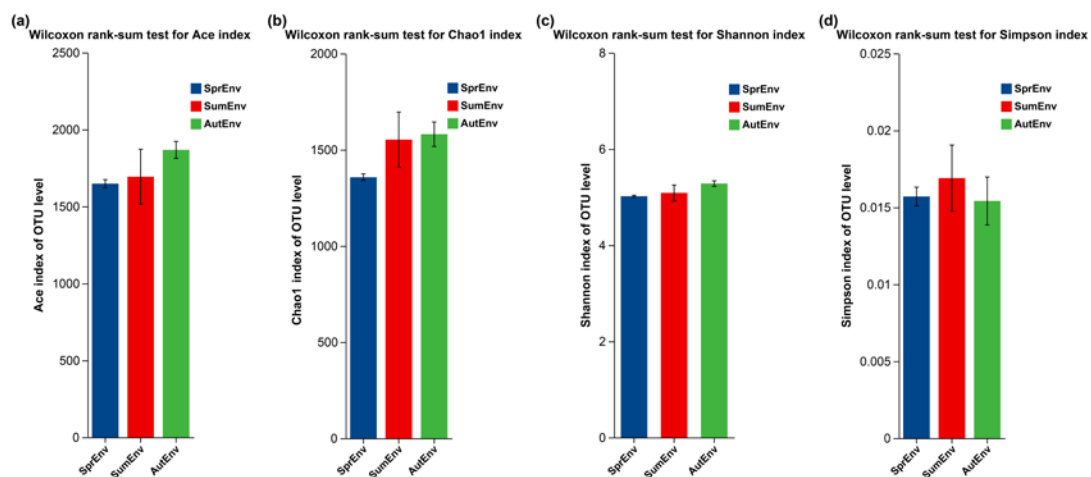 (a)
Wilcoxon rank-sum test for Ace index
2500
2000
1500
1000
500
0
Ace index of OTU level
SprEnv
SumEnv
AutEnv
SprEnv
SumEnv
AutEnv
(b)
Wilcoxon rank-sum test for Chao1 index
2000
1500
1000
500
0
Chao1 index of OTU level
SprEnv
SumEnv
AutEnv
SprEnv
SumEnv
AutEnv
(c)
Wilcoxon rank-sum test for Shannon index
8
6
4
2
0
Shannon index of OTU level
SprEnv
SumEnv
AutEnv
SprEnv
SumEnv
AutEnv
(d)
Wilcoxon rank-sum test for Simpson index
0.025
0.02
0.015
0.01
0.005
0
Simpson index of OTU level
SprEnv
SumEnv
AutEnv
SprEnv
SumEnv
AutEnv